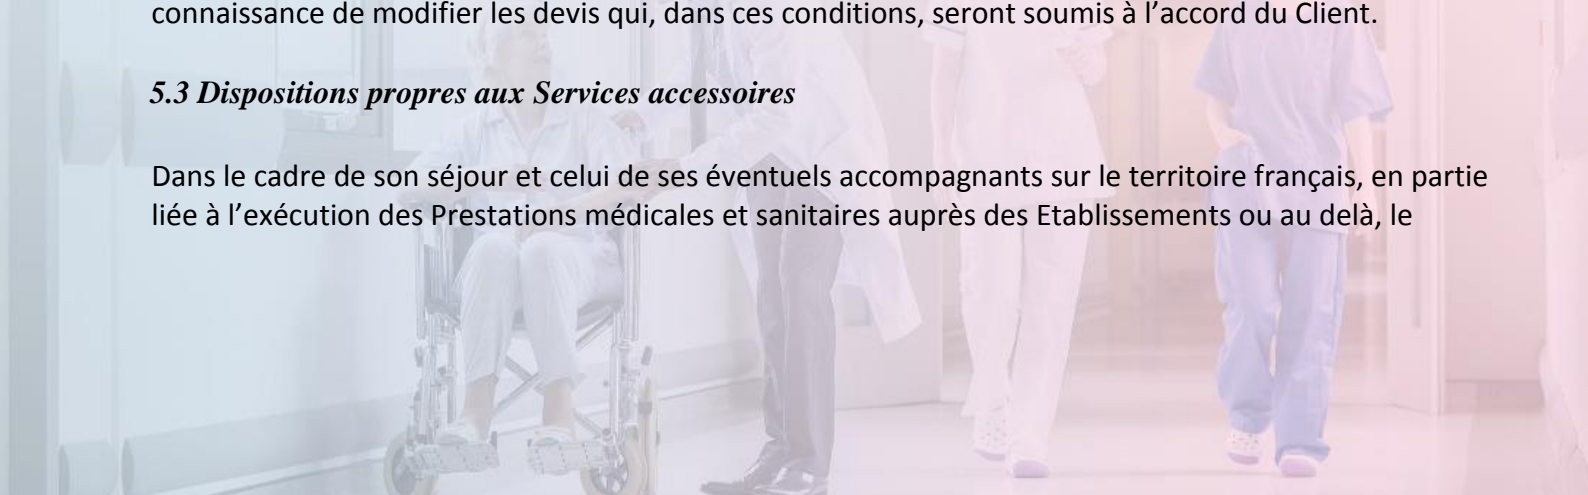 connaissance de modifier les devis qui, dans ces conditions, seront soumis à l’accord du Client.
5.3 Dispositions propres aux Services accessoires
Dans le cadre de son séjour et celui de ses éventuels accompagnants sur le territoire français, en partie
liée à l’exécution des Prestations médicales et sanitaires auprès des Etablissements ou au delà, le